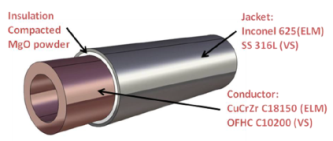 Insulation
Compacted
MgO powder
Jacket:
Inconel 625(ELM)
SS 316L (VS)
Conductor:
CuCrZr C18150 (ELM)
OFHC C10200 (VS)